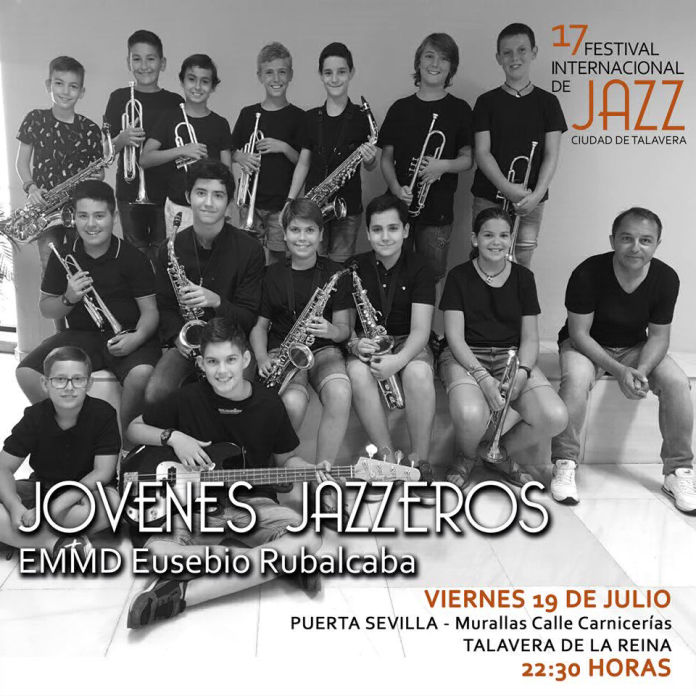 17 FESTIVAL
INTERNACIONAL
DE JAZZ
CIUDAD DE TALAVERA
JOVENES JAZZEROS
EMMD Eusebio Rubalcaba
VIERNES 19 DE JULIO
PUERTA SEVILLA - Murallas Calle Carnicerías
TALAVERA DE LA REINA
22:30 HORAS